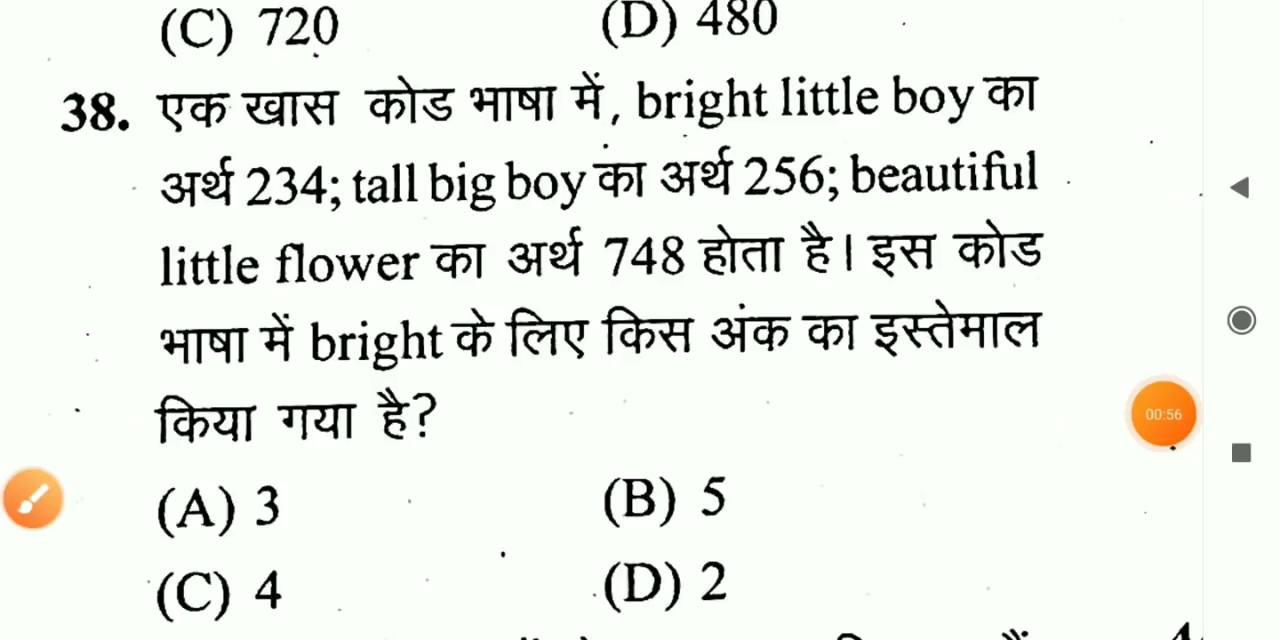 (C) 720 (D) 480
38. एक खास कोड भाषा में, bright little boy का
अर्थ 234; tall big boy का अर्थ 256; beautiful
little flower का अर्थ 748 होता है। इस कोड
भाषा में bright के लिए किस अंक का इस्तेमाल
किया गया है?
00:56
(A) 3 (B) 5
(C) 4 (D) 2